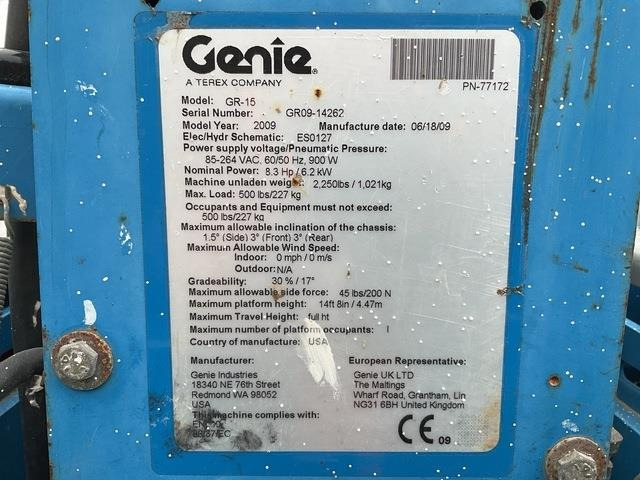 Genie
A TEREX COMPANY
PN-77172
Model: GR-15
Serial Number: GR09-14262
Model Year: 2009 Manufacture date: 06/18/09
Elec/Hydr Schematic: ES0127
Power supply voltage/Pneumatic Pressure:
85-264 VAC, 60/50 Hz, 900 W
Nominal Power: 8.3 Hp / 6.2 kW
Machine unladen weight: 2,250lbs / 1,021kg
Max. Load: 500 lbs/227 kg
Occupants and Equipment must not exceed:
500 lbs/227 kg
Maximum allowable inclination of the chassis:
1.5° (Side) 3° (Front) 3° (Rear)
Maximum Allowable Wind Speed:
Indoor: 0 mph / 0 m/s
Outdoor: N/A
Gradeability: 30 % / 17°
Maximum allowable side force: 45 lbs/200 N
Maximum platform height: 14ft 8in / 4.47m
Maximum Travel Height: full ht
Maximum number of platform occupants:
Country of manufacture: USA
Manufacturer:
Genie Industries
18340 NE 76th Street
Redmond WA 98052
USA
This machine complies with:
98/37/EC
European Representative:
Genie UK LTD
The Maltings
Wharf Road, Grantham, Lin
NG31 6BH United Kingdom
CE 09